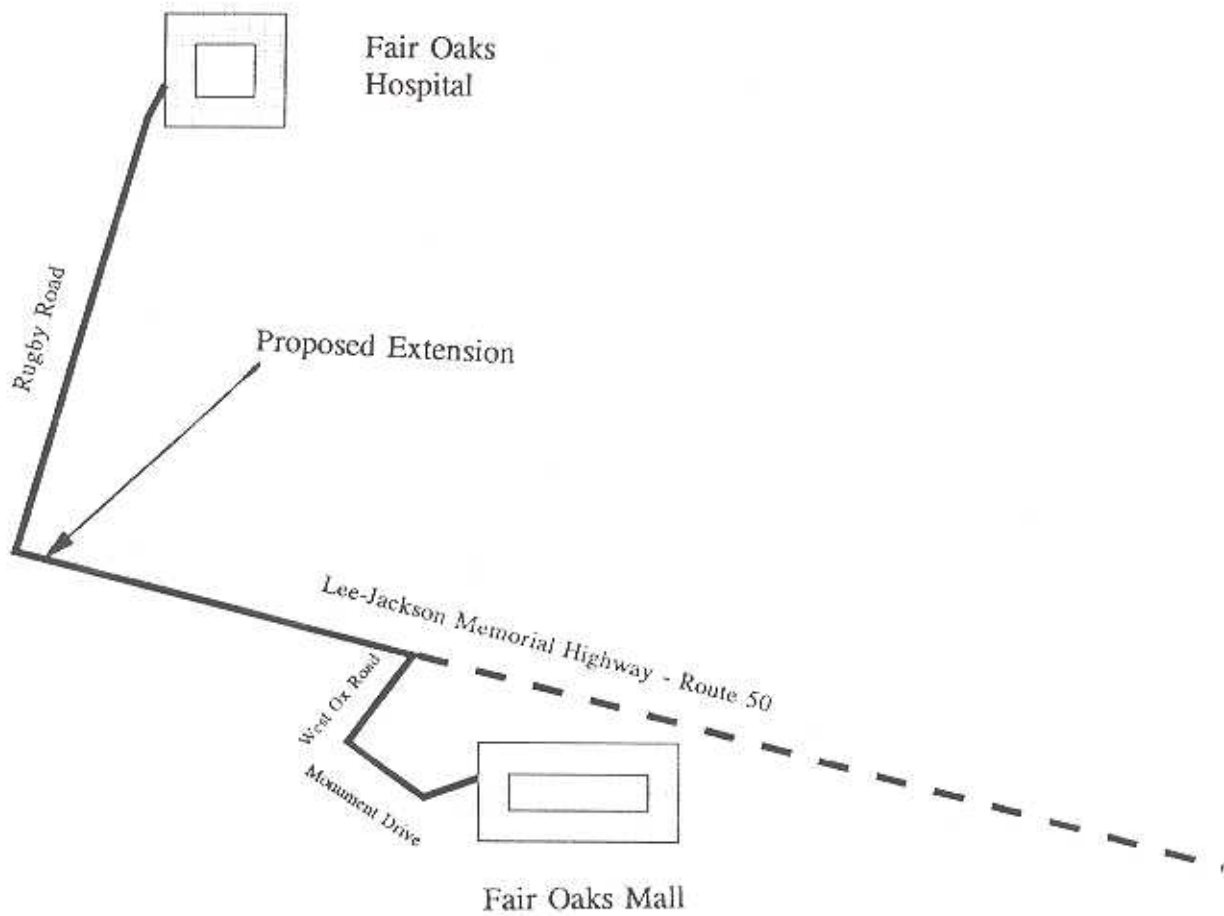 Fair Oaks
Hospital
Rugby Road
Proposed Extension
Lee-Jackson Memorial Highway - Route 50
West Ox Road
Monument Drive
Fair Oaks Mall